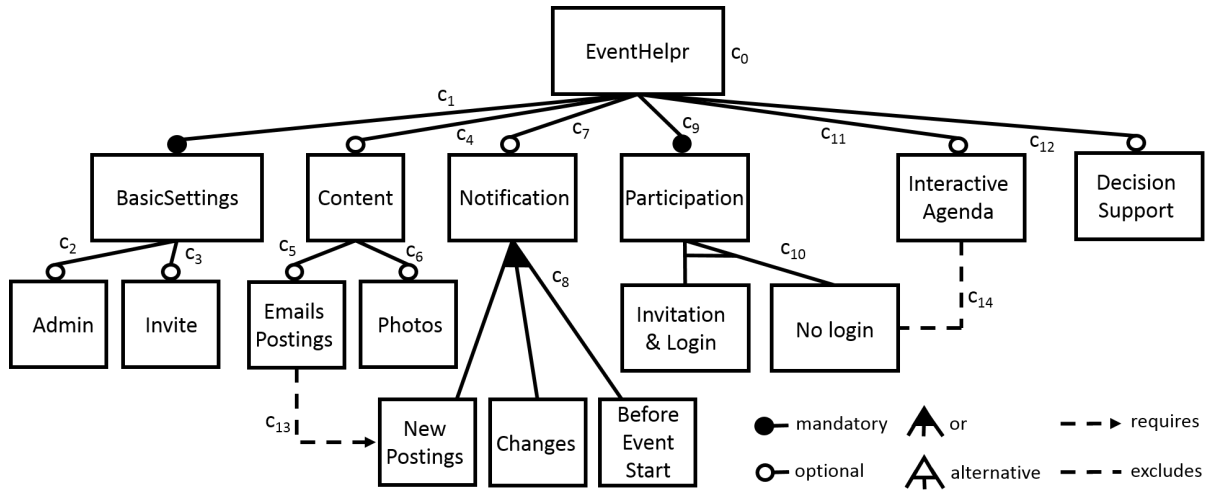 EventHelpr
c0
c1
c4
c7
c9
c11
c12
BasicSettings
Content
Notification
Participation
Interactive
Agenda
Decision
Support
c2
c3
c5
c6
c8
c10
Admin
Invite
Emails
Postings
Photos
Invitation
& Login
No login
c14
c13
New
Postings
Changes
Before
Event
Start
mandatory
or
requires
optional
alternative
excludes